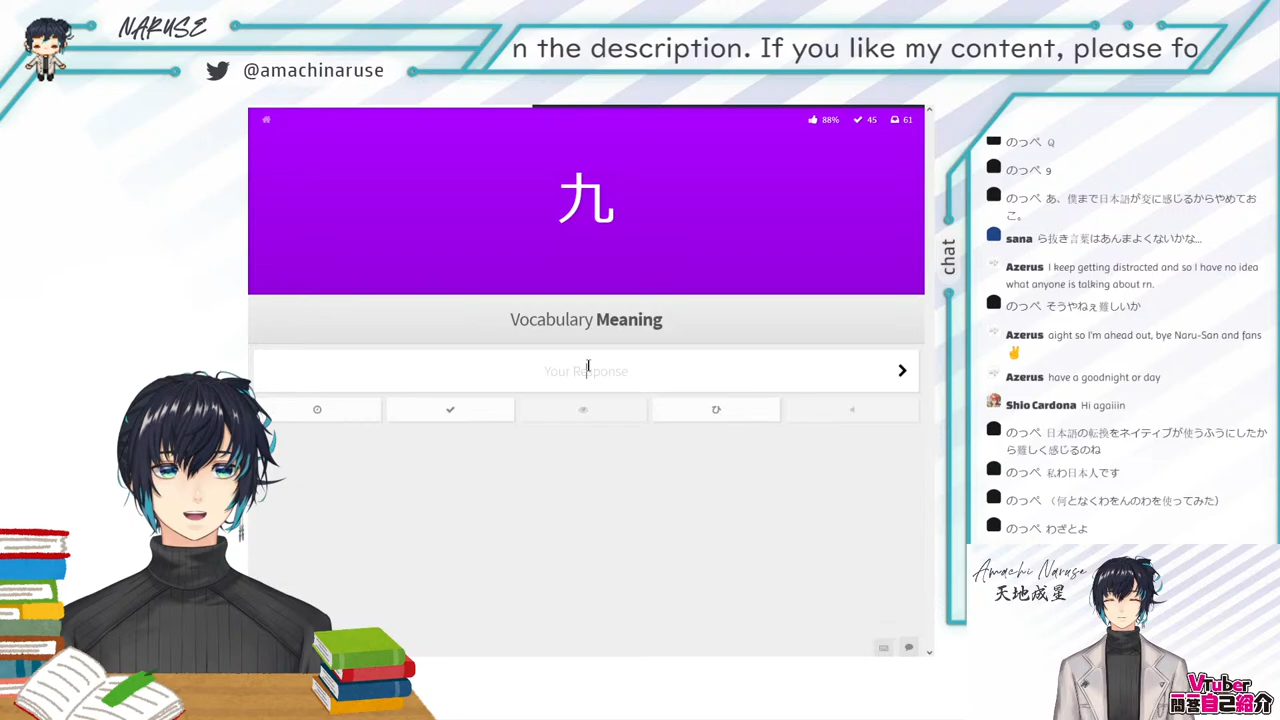 NARUSE
@amachinaruse
n the description. If you like my content, please fo
88% 45 61
九
Vocabulary Meaning
Your Response
ひ
chat
のっぺ Q
のっぺ 9
のっぺ あ、僕まで日本語が変に感じるからやめてお
こ。
sana ら抜き言葉はあんまよくないかな...
Azerus I keep getting distracted and so I have no idea
what anyone is talking about rn.
のっぺ そうやねぇ難しいか
Azerus aight so I'm ahead out, bye Naru-San and fans
✌
Azerus have a goodnight or day
Shio Cardona Hi agaiiin
のっぺ 日本語の転換をネイティブが使うふうにしたか
ら難しく感じるのね
のっぺ 私わ日本人です
のっぺ （何となくわをんのわを使ってみた）
のっぺ わざとよ
Amachi Naruse
天地成星
VTuber
問答自己紹介